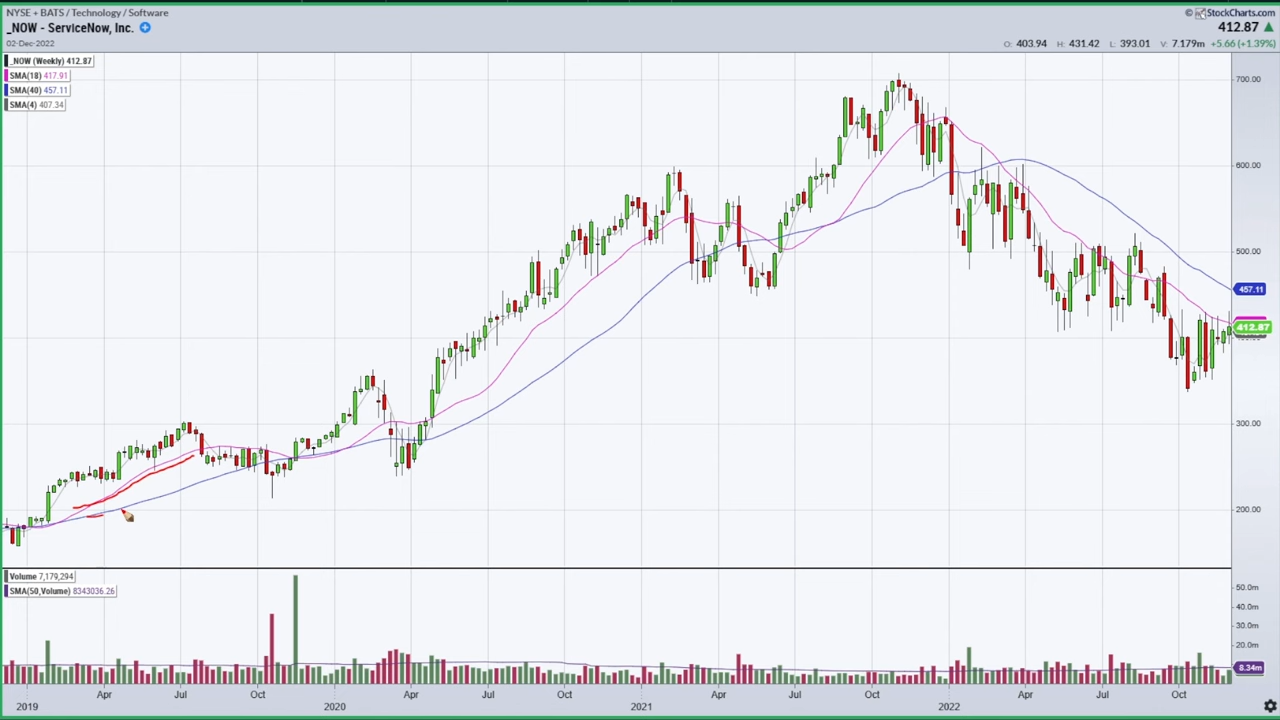 NYSE + BATS / Technology / Software
© StockCharts.com
_NOW - ServiceNow, Inc.
412.87
02-Dec-2022
O: 403.94 H: 431.42 L: 393.01 V: 7.179m +5.66 (+1.39%)
_NOW (Weekly) 412.87
SMA(18) 417.91
SMA(40) 457.11
SMA(4) 407.34
700.00
600.00
500.00
457.11
412.87
300.00
200.00
Volume 7,179,294
SMA(50,Volume) 8343036.26
50.0m
40.0m
30.0m
20.0m
8.34m
Apr Jul Oct Apr Jul Oct Apr Jul Oct Apr Jul Oct
2019 2020 2021 2022